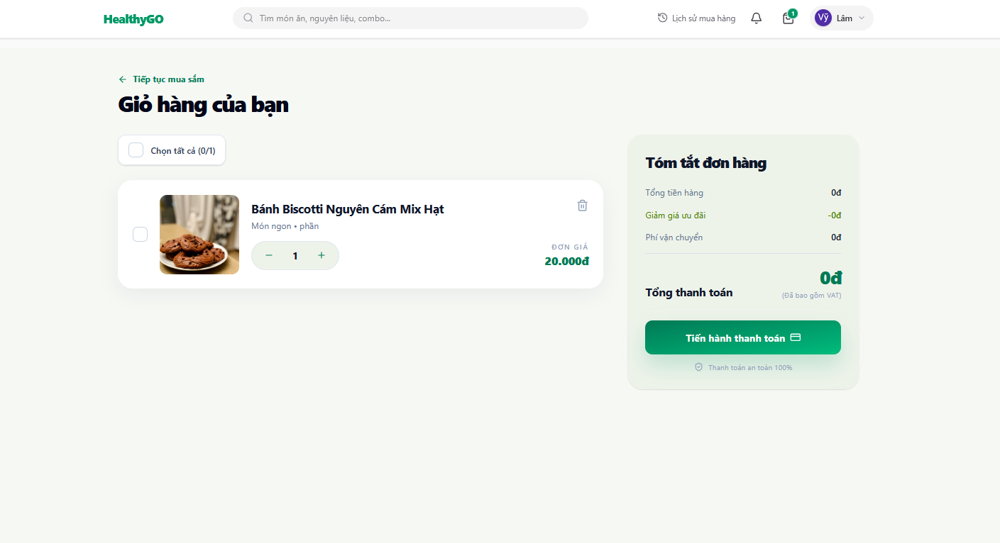 HealthyGO
Tìm món ăn, nguyên liệu, combo...
Lịch sử mua hàng
1
Vỹ
Lâm
Tiếp tục mua sắm
Giỏ hàng của bạn
Chọn tất cả (0/1)
Bánh Biscotti Nguyên Cám Mix Hạt
Món ngon • phần
− 1 +
ĐƠN GIÁ
20.000đ
Tóm tắt đơn hàng
Tổng tiền hàng 0đ
Giảm giá ưu đãi -0đ
Phí vận chuyển 0đ
Tổng thanh toán 0đ
(Đã bao gồm VAT)
Tiến hành thanh toán
Thanh toán an toàn 100%